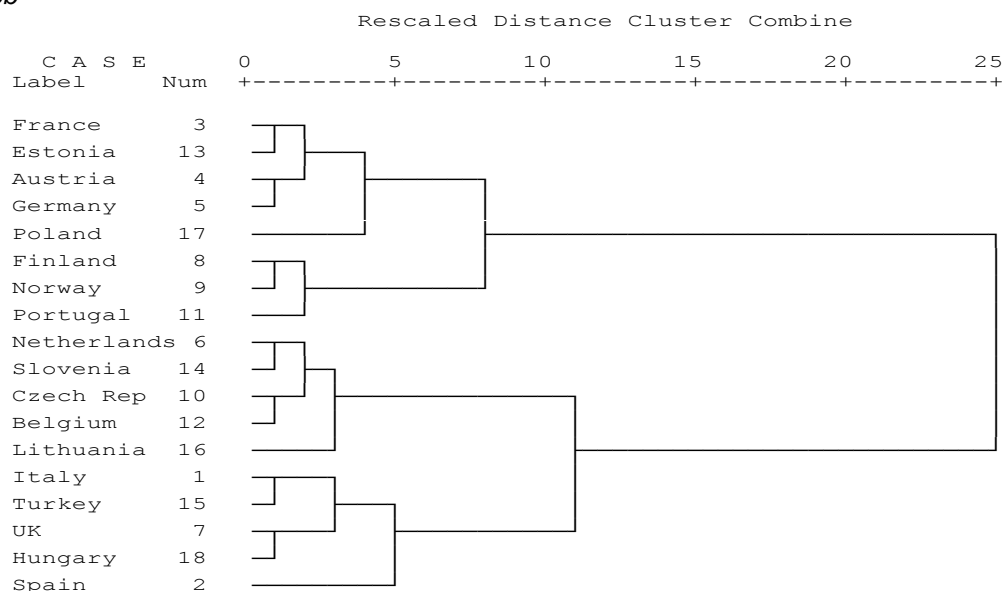 Rescaled Distance Cluster Combine
C A S E 0 5 10 15 20 25
Label Num +---------+---------+---------+---------+---------+
France 3
Estonia 13
Austria 4
Germany 5
Poland 17
Finland 8
Norway 9
Portugal 11
Netherlands 6
Slovenia 14
Czech Rep 10
Belgium 12
Lithuania 16
Italy 1
Turkey 15
UK 7
Hungary 18
Spain 2